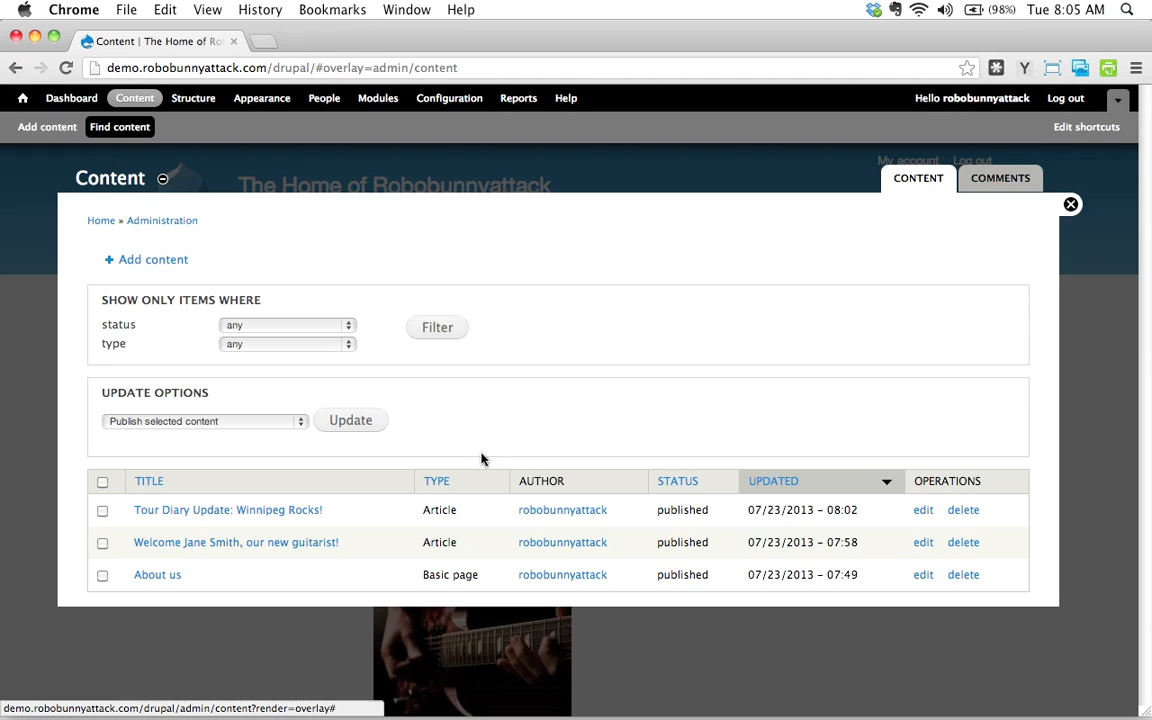 Chrome File Edit View History Bookmarks Window Help (98%) Tue 8:05 AM
Content | The Home of Ro
demo.robobunnyattack.com/drupal/#overlay=admin/content
Dashboard Content Structure Appearance People Modules Configuration Reports Help Hello robobunnyattack Log out
Add content Find content Edit shortcuts
My account Log out
Content The Home of Robobunnyattack CONTENT COMMENTS
Home » Administration
+ Add content
SHOW ONLY ITEMS WHERE
status any Filter
type any
UPDATE OPTIONS
Publish selected content Update
TITLE TYPE AUTHOR STATUS UPDATED OPERATIONS
Tour Diary Update: Winnipeg Rocks! Article robobunnyattack published 07/23/2013 - 08:02 edit delete
Welcome Jane Smith, our new guitarist! Article robobunnyattack published 07/23/2013 - 07:58 edit delete
About us Basic page robobunnyattack published 07/23/2013 - 07:49 edit delete
demo.robobunnyattack.com/drupal/admin/content?render=overlay#